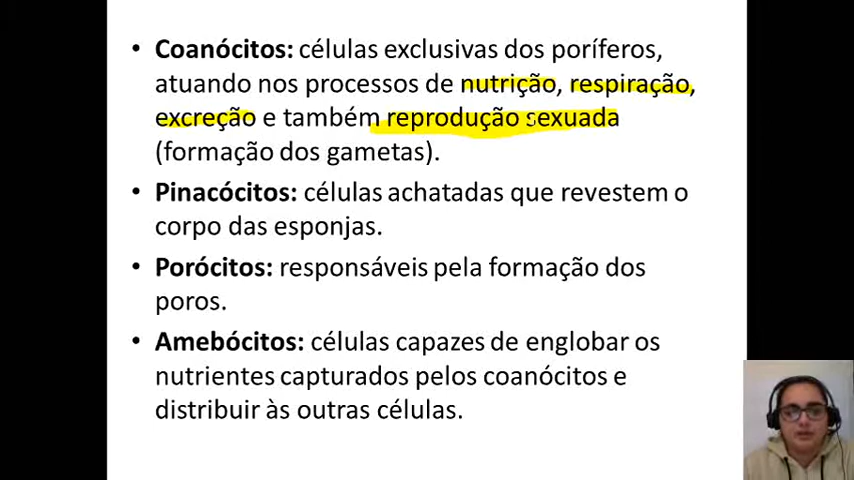 • Coanócitos: células exclusivas dos poríferos,
atuando nos processos de nutrição, respiração,
excreção e também reprodução sexuada
(formação dos gametas).
• Pinacócitos: células achatadas que revestem o
corpo das esponjas.
• Porócitos: responsáveis pela formação dos
poros.
• Amebócitos: células capazes de englobar os
nutrientes capturados pelos coanócitos e
distribuir às outras células.